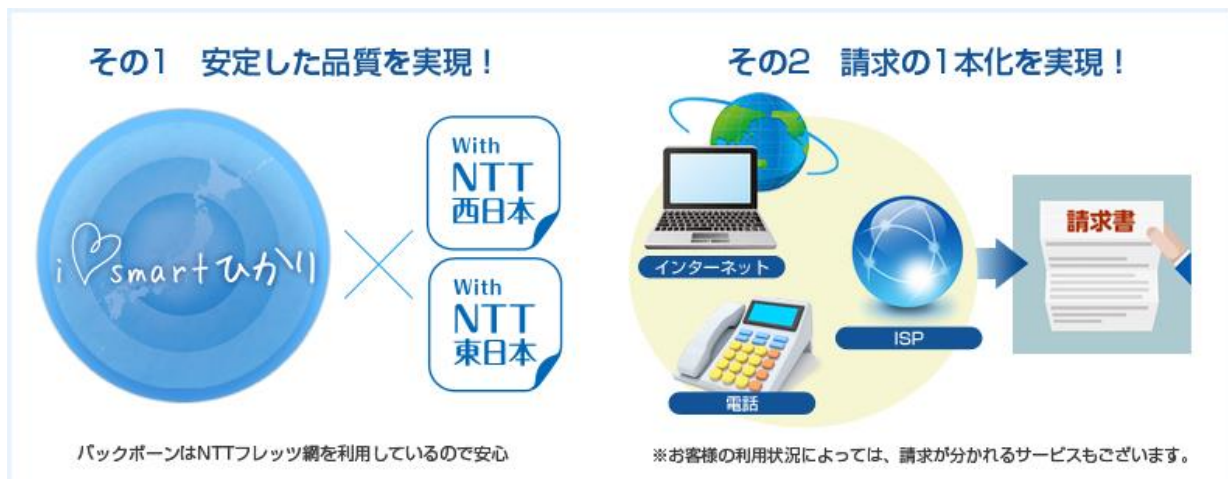 その1 安定した品質を実現！
i smartひかり
With
NTT
西日本
With
NTT
東日本
バックボーンはNTTフレッツ網を利用しているので安心
その2 請求の1本化を実現！
インターネット
ISP
電話
請求書
※お客様の利用状況によっては、請求が分かれるサービスもございます。